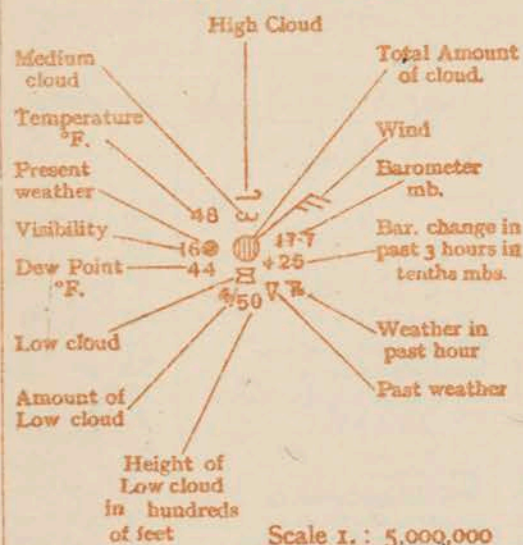 High Cloud
Medium
cloud
Total Amount
of cloud.
Temperature
°F.
Wind
Present
weather
Barometer
mb.
48
Visibility
16
17·7
Bar. change in
past 3 hours in
tenths mbs.
Dew Point
°F.
44
+25
50
Low cloud
Weather in
past hour
Amount of
Low cloud
Past weather
Height of
Low cloud
in hundreds
of feet
Scale 1. : 5,000,000